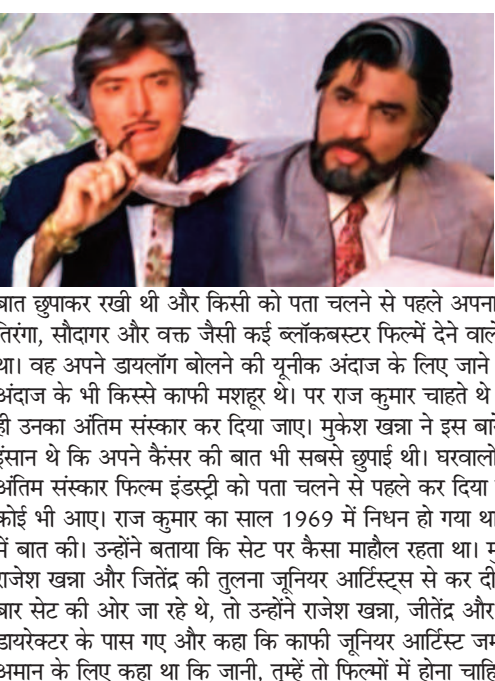 बात छुपाकर रखी थी और किसी को पता चलने से पहले अपना
तिरंगा, सौदागर और वक्त जैसी कई ब्लॉकबस्टर फिल्में देने वाले
था। वह अपने डायलॉग बोलने की यूनीक अंदाज के लिए जाने
अंदाज के भी किस्से काफी मशहूर थे। पर राज कुमार चाहते थे
ही उनका अंतिम संस्कार कर दिया जाए। मुकेश खन्ना ने इस बारे
इंसान थे कि अपने कैंसर की बात भी सबसे छुपाई थी। घरवालों
अंतिम संस्कार फिल्म इंडस्ट्री को पता चलने से पहले कर दिया
कोई भी आए। राज कुमार का साल 1969 में निधन हो गया था
में बात की। उन्होंने बताया कि सेट पर कैसा माहौल रहता था।
राजेश खन्ना और जितेंद्र की तुलना जूनियर आर्टिस्ट्स से कर दी
बार सेट की ओर जा रहे थे, तो उन्होंने राजेश खन्ना, जीतेंद्र और
डायरेक्टर के पास गए और कहा कि काफी जूनियर आर्टिस्ट
अमान के लिए कहा था कि जानी, तुम्हें तो फिल्मों में होना